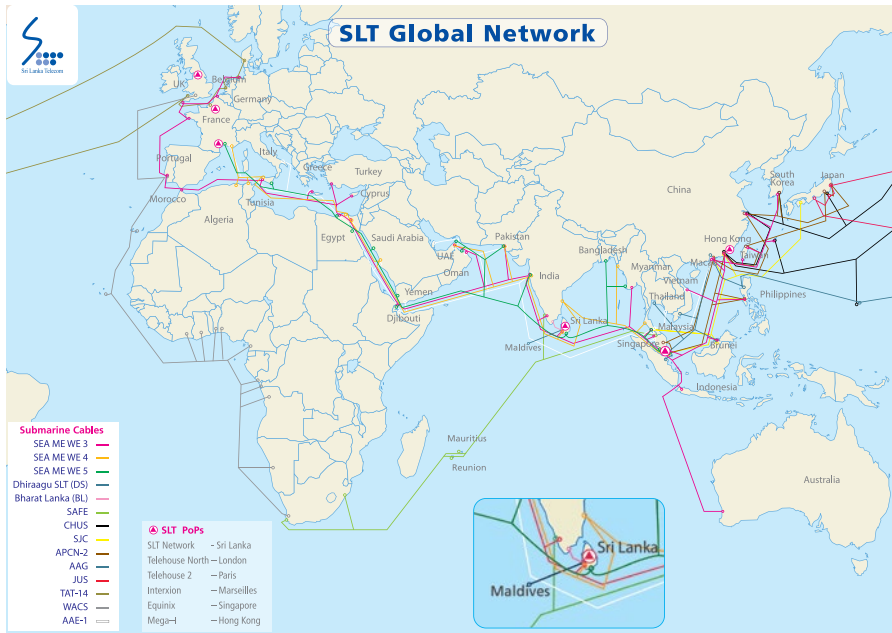 SLT Global Network
Sri Lanka Telecom
UK
Belgium
Germany
France
Italy
Portugal
Greece
Turkey
Cyprus
Morocco
Tunisia
Algeria
Egypt
Saudi Arabia
UAE
Oman
Pakistan
Yemen
Djibouti
India
Bangladesh
Myanmar
China
South
Korea
Japan
Hong Kong
Taiwan
Macau
Vietnam
Thailand
Philippines
Sri Lanka
Maldives
Malaysia
Singapore
Brunei
Indonesia
Mauritius
Reunion
Australia
Submarine Cables
SEA ME WE 3
SEA ME WE 4
SEA ME WE 5
Dhiraagu SLT (DS)
Bharat Lanka (BL)
SAFE
CHUS
SJC
APCN-2
AAG
JUS
TAT-14
WACS
AAE-1
SLT PoPs
SLT Network – Sri Lanka
Telehouse North – London
Telehouse 2 – Paris
Interxion – Marseilles
Equinix – Singapore
Mega-I – Hong Kong
Sri Lanka
Maldives